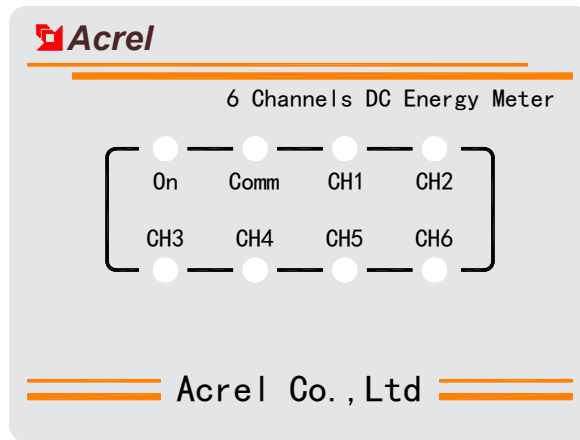 Acrel
6 Channels DC Energy Meter
On Comm CH1 CH2
CH3 CH4 CH5 CH6
Acrel Co.,Ltd